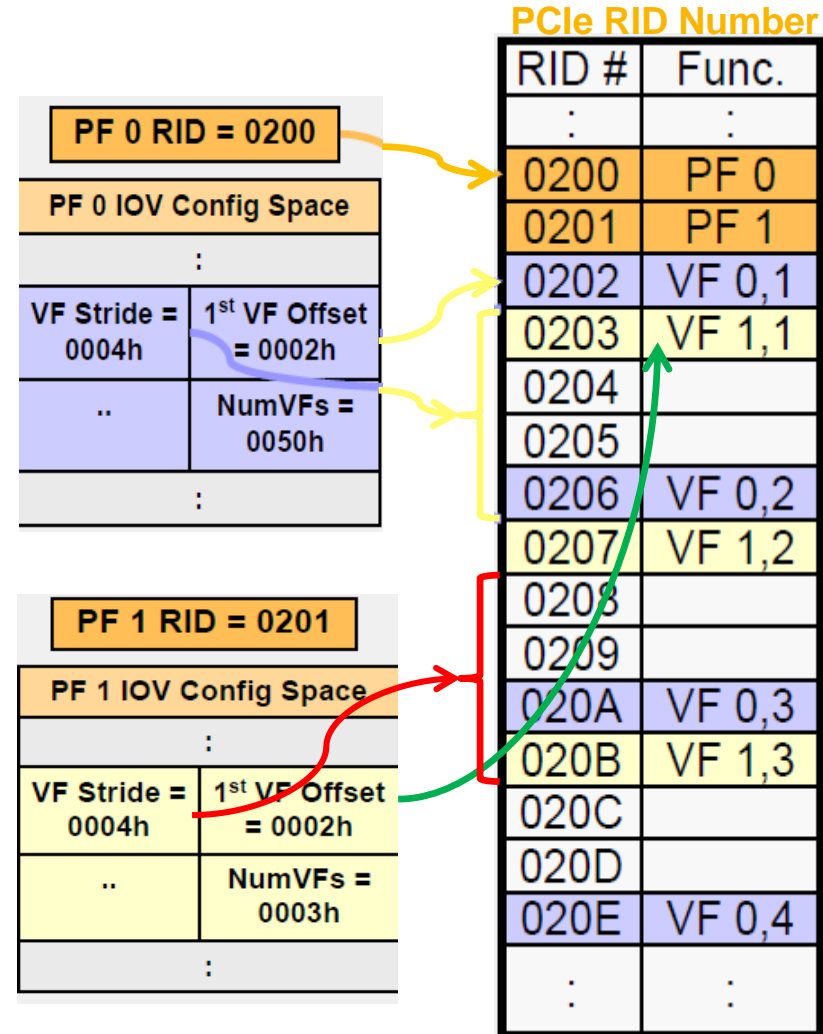 PCIe RID Number
PF 0 RID = 0200
PF 0 IOV Config Space
:
VF Stride = 0004h
1st VF Offset = 0002h
..
NumVFs = 0050h
:
PF 1 RID = 0201
PF 1 IOV Config Space
:
VF Stride = 0004h
1st VF Offset = 0002h
..
NumVFs = 0003h
:
RID # Func.
: :
0200 PF 0
0201 PF 1
0202 VF 0,1
0203 VF 1,1
0204
0205
0206 VF 0,2
0207 VF 1,2
0208
0209
020A VF 0,3
020B VF 1,3
020C
020D
020E VF 0,4
: :